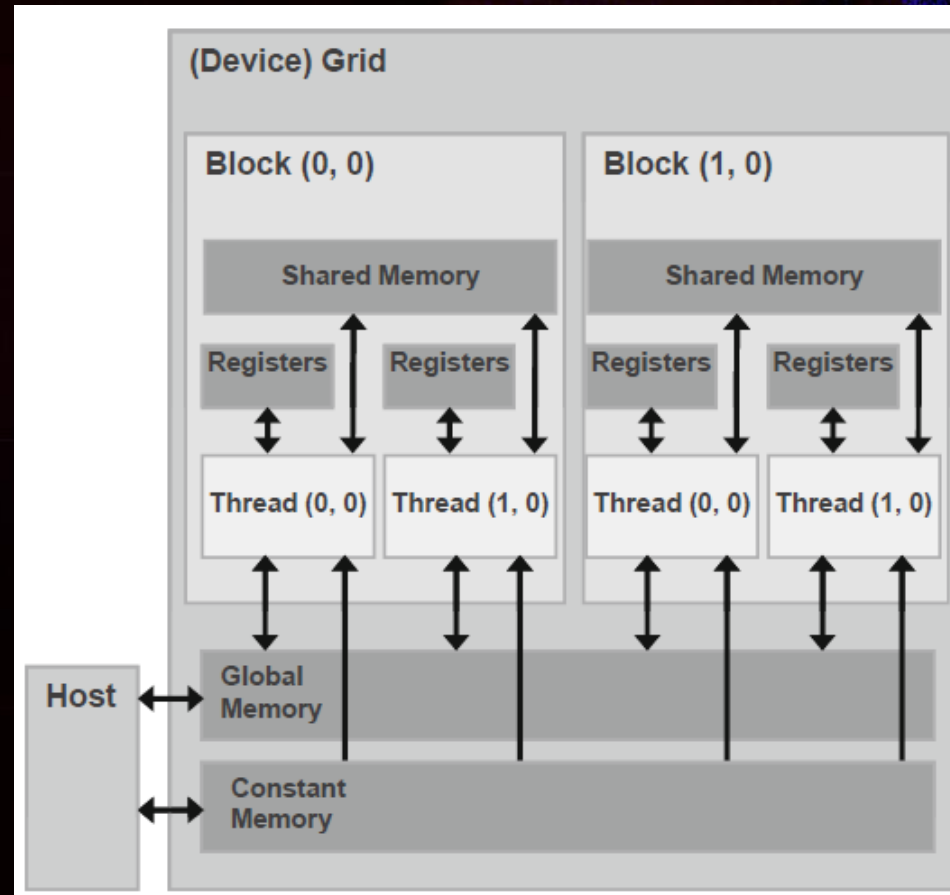 (Device) Grid
Block (0, 0)
Block (1, 0)
Shared Memory
Shared Memory
Registers
Registers
Registers
Registers
Thread (0, 0)
Thread (1, 0)
Thread (0, 0)
Thread (1, 0)
Host
Global
Memory
Constant
Memory